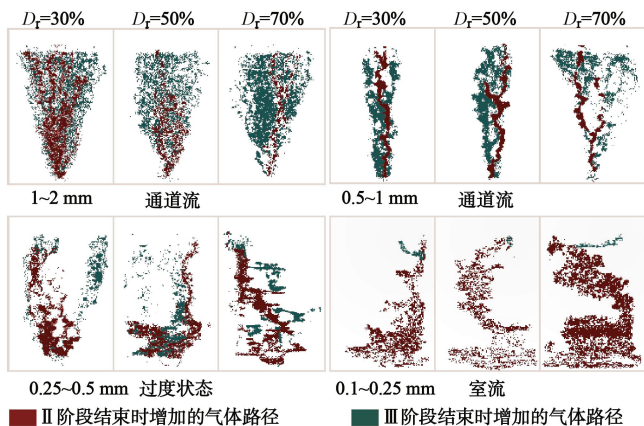 Dr=30% Dr=50% Dr=70% Dr=30% Dr=50% Dr=70%
1~2 mm 通道流 0.5~1 mm 通道流
0.25~0.5 mm 过度状态 0.1~0.25 mm 室流
Ⅱ阶段结束时增加的气体路径 Ⅲ阶段结束时增加的气体路径